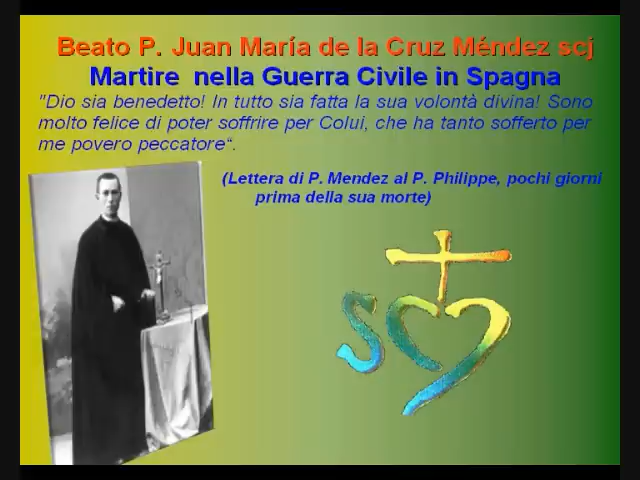 Beato P. Juan María de la Cruz Méndez scj
Martire nella Guerra Civile in Spagna
"Dio sia benedetto! In tutto sia fatta la sua volontà divina! Sono
molto felice di poter soffrire per Colui, che ha tanto sofferto per
me povero peccatore“.
(Lettera di P. Mendez al P. Philippe, pochi giorni
prima della sua morte)